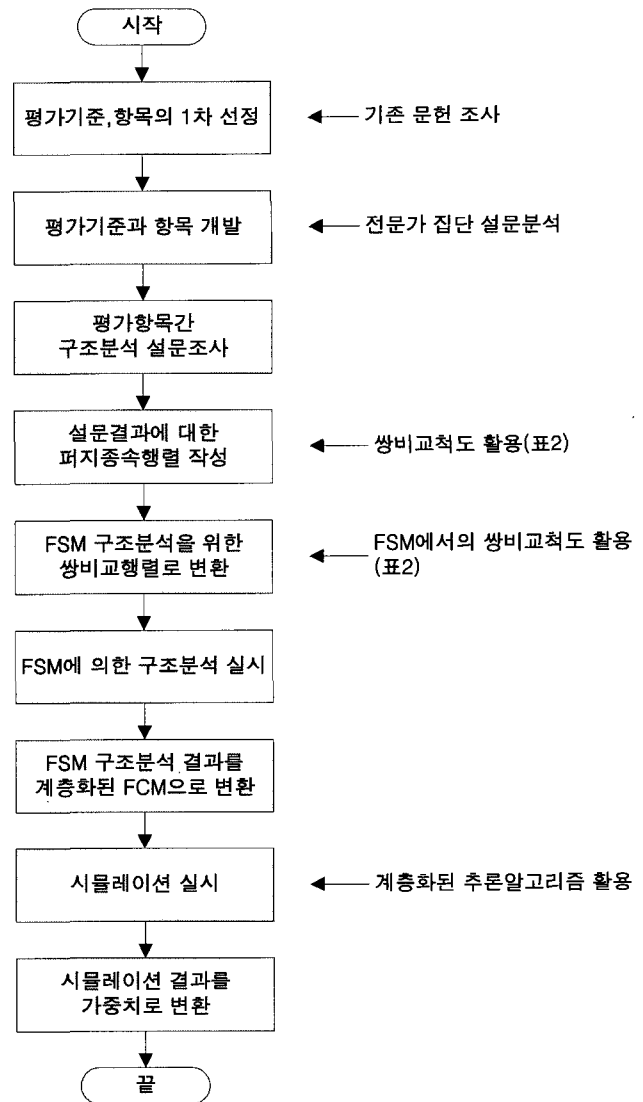 시작
평가기준,항목의 1차 선정
기존 문헌 조사
평가기준과 항목 개발
전문가 집단 설문분석
평가항목간
구조분석 설문조사
설문결과에 대한
퍼지종속행렬 작성
쌍비교척도 활용(표2)
FSM 구조분석을 위한
쌍비교행렬로 변환
FSM에서의 쌍비교척도 활용
(표2)
FSM에 의한 구조분석 실시
FSM 구조분석 결과를
계층화된 FCM으로 변환
시뮬레이션 실시
계층화된 추론알고리즘 활용
시뮬레이션 결과를
가중치로 변환
끝